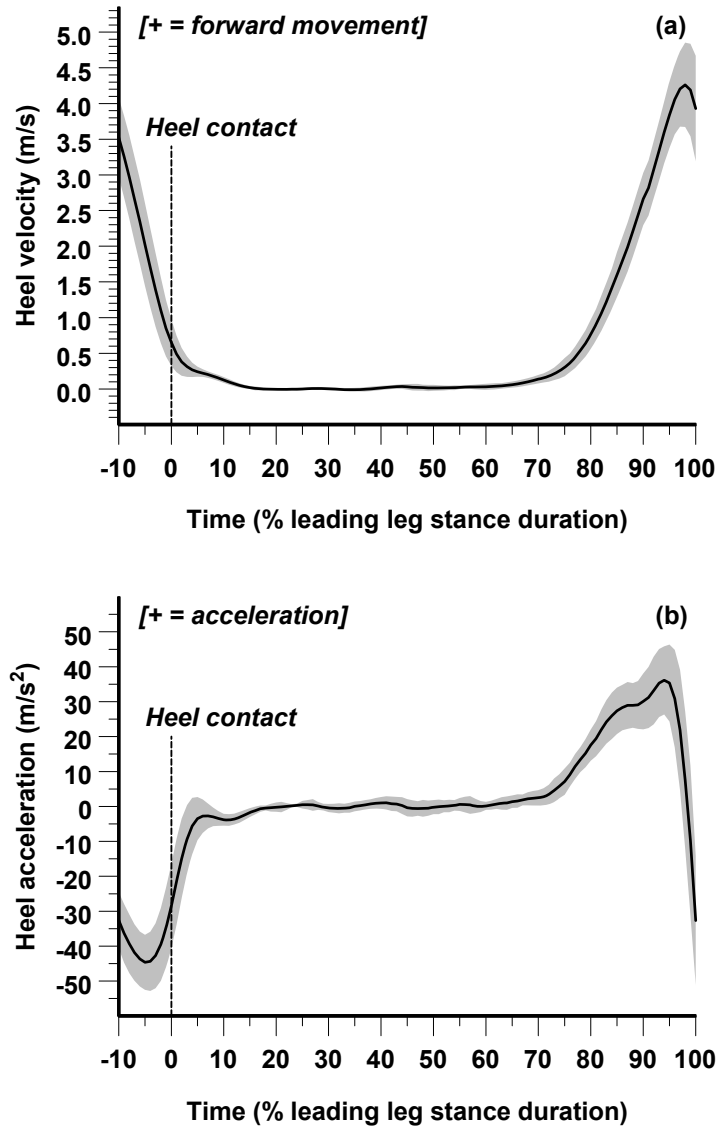 [+ = forward movement]
(a)
Heel contact
Heel velocity (m/s)
5.0
4.5
4.0
3.5
3.0
2.5
2.0
1.5
1.0
0.5
0.0
-10 0 10 20 30 40 50 60 70 80 90 100
Time (% leading leg stance duration)
[+ = acceleration]
(b)
Heel contact
Heel acceleration (m/s²)
50
40
30
20
10
0
-10
-20
-30
-40
-50
-10 0 10 20 30 40 50 60 70 80 90 100
Time (% leading leg stance duration)